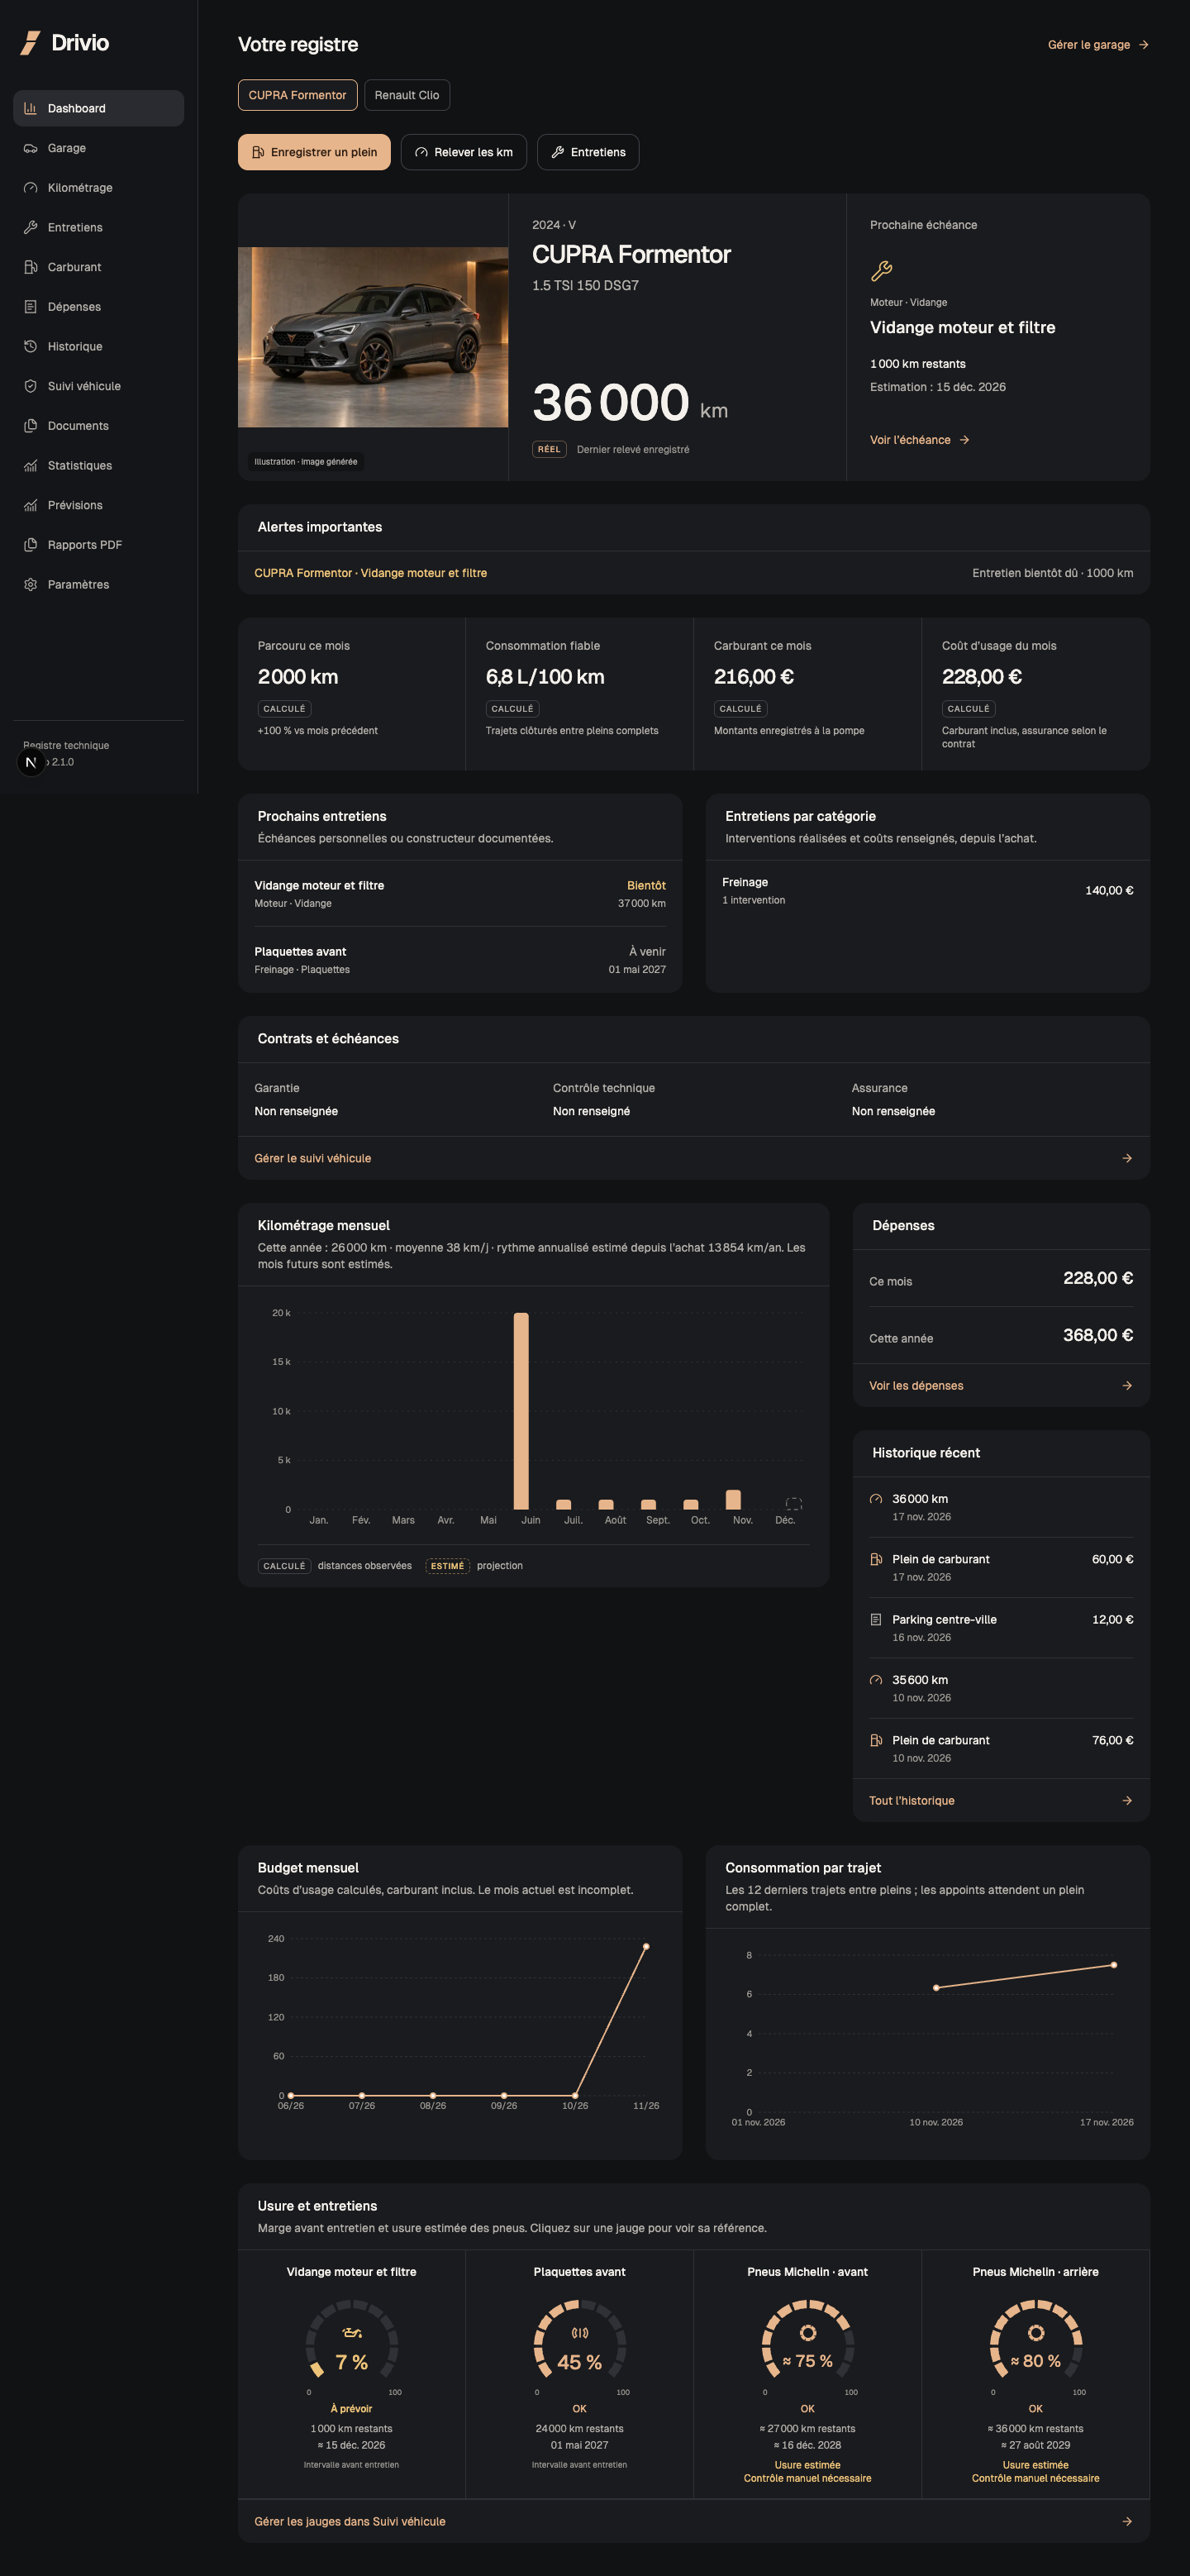 Drivio
Dashboard
Garage
Kilométrage
Entretiens
Carburant
Dépenses
Historique
Suivi véhicule
Documents
Statistiques
Prévisions
Rapports PDF
Paramètres
Registre technique
2.1.0
N
Votre registre
Gérer le garage
CUPRA Formentor
Renault Clio
Enregistrer un plein
Relever les km
Entretiens
Illustration · image générée
2024 · V
CUPRA Formentor
1.5 TSI 150 DSG7
36 000 km
RÉEL
Dernier relevé enregistré
Prochaine échéance
Moteur · Vidange
Vidange moteur et filtre
1 000 km restants
Estimation : 15 déc. 2026
Voir l'échéance
Alertes importantes
CUPRA Formentor · Vidange moteur et filtre
Entretien bientôt dû · 1000 km
Parcouru ce mois
2 000 km
CALCULÉ
+100 % vs mois précédent
Consommation fiable
6,8 L/100 km
CALCULÉ
Trajets clôturés entre pleins complets
Carburant ce mois
216,00 €
CALCULÉ
Montants enregistrés à la pompe
Coût d'usage du mois
228,00 €
CALCULÉ
Carburant inclus, assurance selon le
contrat
Prochains entretiens
Échéances personnelles ou constructeur documentées.
Vidange moteur et filtre
Bientôt
Moteur · Vidange
37 000 km
Plaquettes avant
À venir
Freinage · Plaquettes
01 mai 2027
Entretiens par catégorie
Interventions réalisées et coûts renseignés, depuis l'achat.
Freinage
1 intervention
140,00 €
Contrats et échéances
Garantie
Non renseignée
Contrôle technique
Non renseigné
Assurance
Non renseignée
Gérer le suivi véhicule
Kilométrage mensuel
Cette année : 26 000 km · moyenne 38 km/j · rythme annualisé estimé depuis l'achat 13 854 km/an. Les
mois futurs sont estimés.
20 k
15 k
10 k
5 k
0
Jan. Fév. Mars Avr. Mai Juin Juil. Août Sept. Oct. Nov. Déc.
CALCULÉ distances observées ESTIMÉ projection
Dépenses
Ce mois
228,00 €
Cette année
368,00 €
Voir les dépenses
Historique récent
36 000 km
17 nov. 2026
Plein de carburant
60,00 €
17 nov. 2026
Parking centre-ville
12,00 €
16 nov. 2026
35 600 km
10 nov. 2026
Plein de carburant
76,00 €
10 nov. 2026
Tout l'historique
Budget mensuel
Coûts d'usage calculés, carburant inclus. Le mois actuel est incomplet.
240
180
120
60
0
06/26 07/26 08/26 09/26 10/26 11/26
Consommation par trajet
Les 12 derniers trajets entre pleins ; les appoints attendent un plein
complet.
8
6
4
2
0
01 nov. 2026 10 nov. 2026 17 nov. 2026
Usure et entretiens
Marge avant entretien et usure estimée des pneus. Cliquez sur une jauge pour voir sa référence.
Vidange moteur et filtre
7 %
0 100
À prévoir
1 000 km restants
≈ 15 déc. 2026
Intervalle avant entretien
Plaquettes avant
45 %
0 100
OK
24 000 km restants
01 mai 2027
Intervalle avant entretien
Pneus Michelin · avant
≈ 75 %
0 100
OK
≈ 27 000 km restants
≈ 16 déc. 2028
Usure estimée
Contrôle manuel nécessaire
Pneus Michelin · arrière
≈ 80 %
0 100
OK
≈ 36 000 km restants
≈ 27 août 2029
Usure estimée
Contrôle manuel nécessaire
Gérer les jauges dans Suivi véhicule